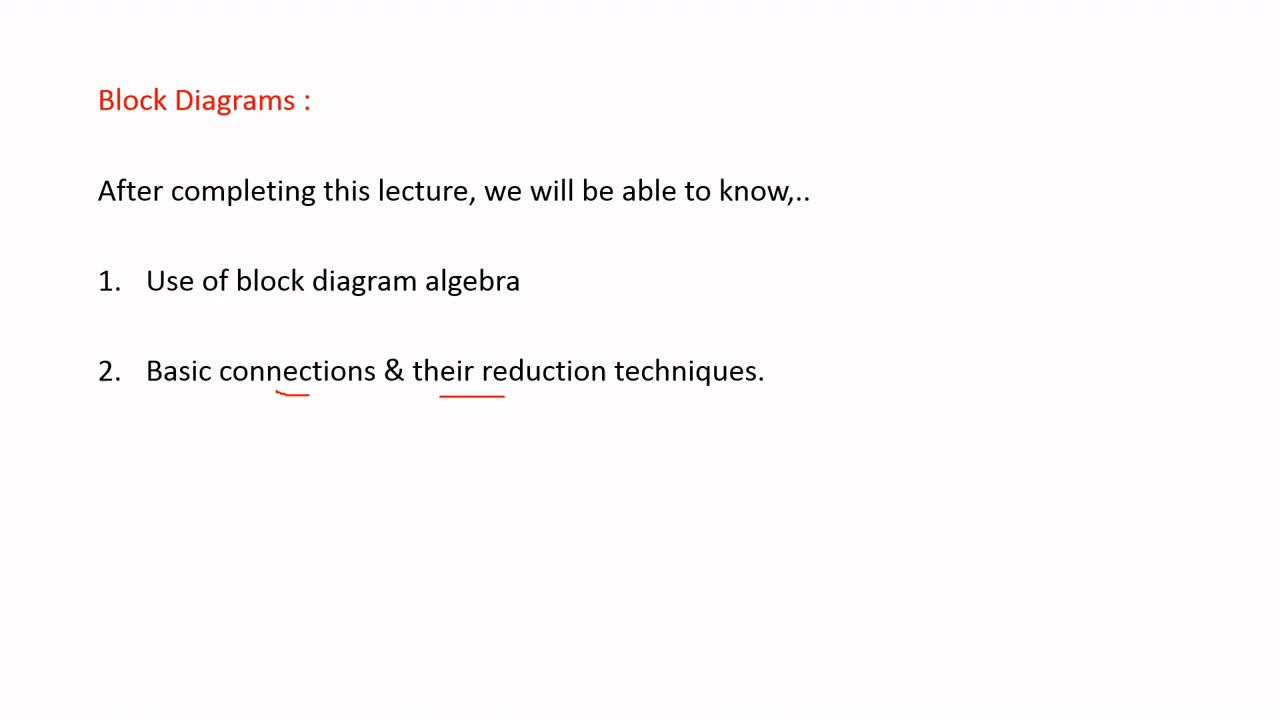 Block Diagrams :
After completing this lecture, we will be able to know,..
1. Use of block diagram algebra
2. Basic connections & their reduction techniques.